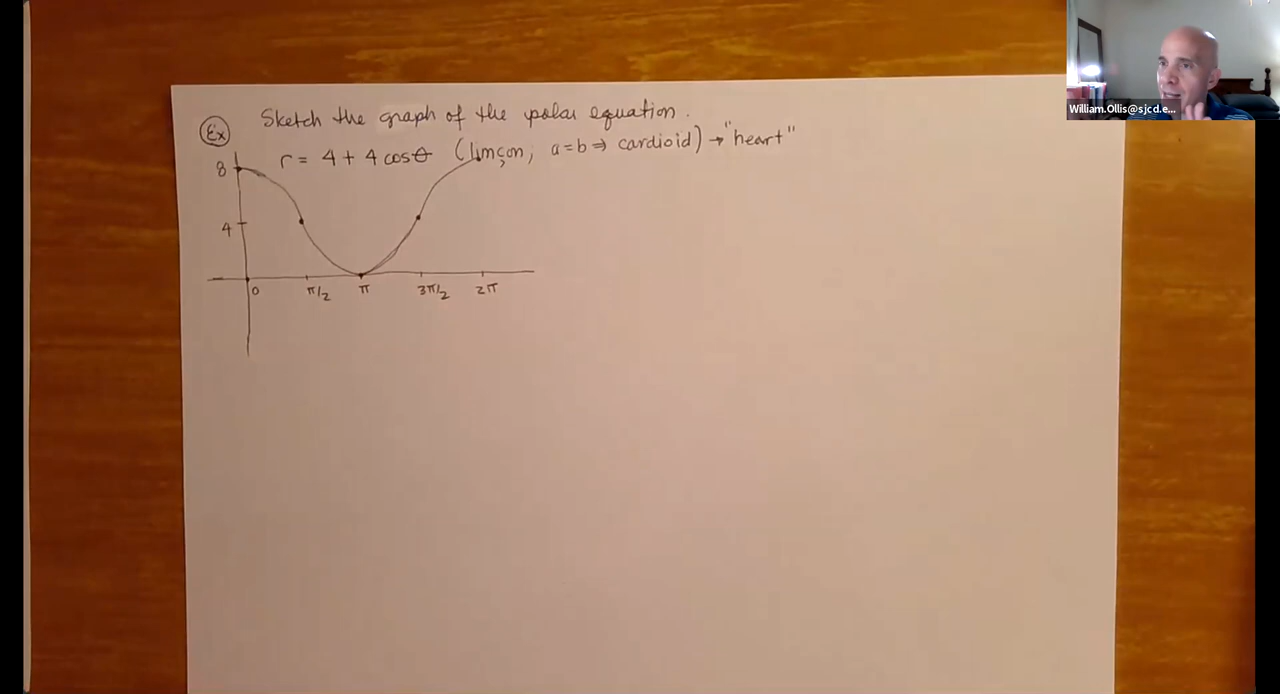 William.Ollis@sjcd.e...
Ex Sketch the graph of the polar equation.
r = 4 + 4 cos θ (limçon, a=b ⇒ cardioid) → "heart"
8
4
0 π/2 π 3π/2 2π